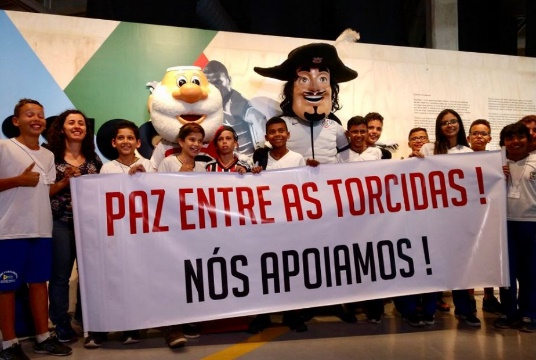 PAZ ENTRE AS TORCIDAS !
NÓS APOIAMOS !